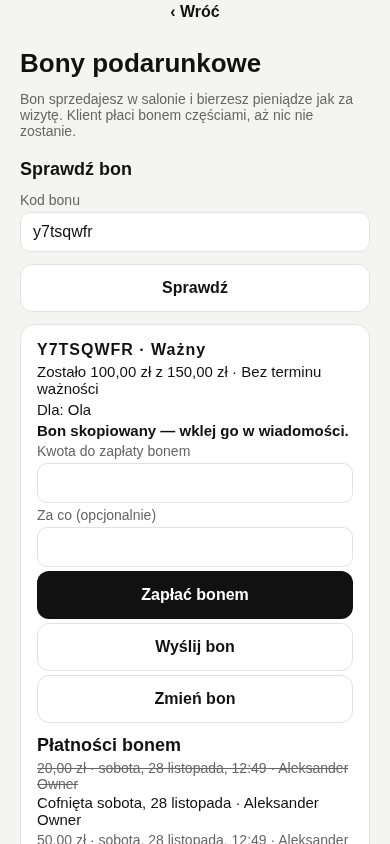 ‹ Wróć
Bony podarunkowe
Bon sprzedajesz w salonie i bierzesz pieniądze jak za
wizytę. Klient płaci bonem częściami, aż nic nie
zostanie.
Sprawdź bon
Kod bonu
y7tsqwfr
Sprawdź
Y7TSQWFR · Ważny
Zostało 100,00 zł z 150,00 zł · Bez terminu
ważności
Dla: Ola
Bon skopiowany — wklej go w wiadomości.
Kwota do zapłaty bonem
Za co (opcjonalnie)
Zapłać bonem
Wyślij bon
Zmień bon
Płatności bonem
20,00 zł · sobota, 28 listopada, 12:49 · Aleksander
Owner
Cofnięta sobota, 28 listopada · Aleksander
Owner
50,00 zł · sobota, 28 listopada, 12:49 · Aleksander